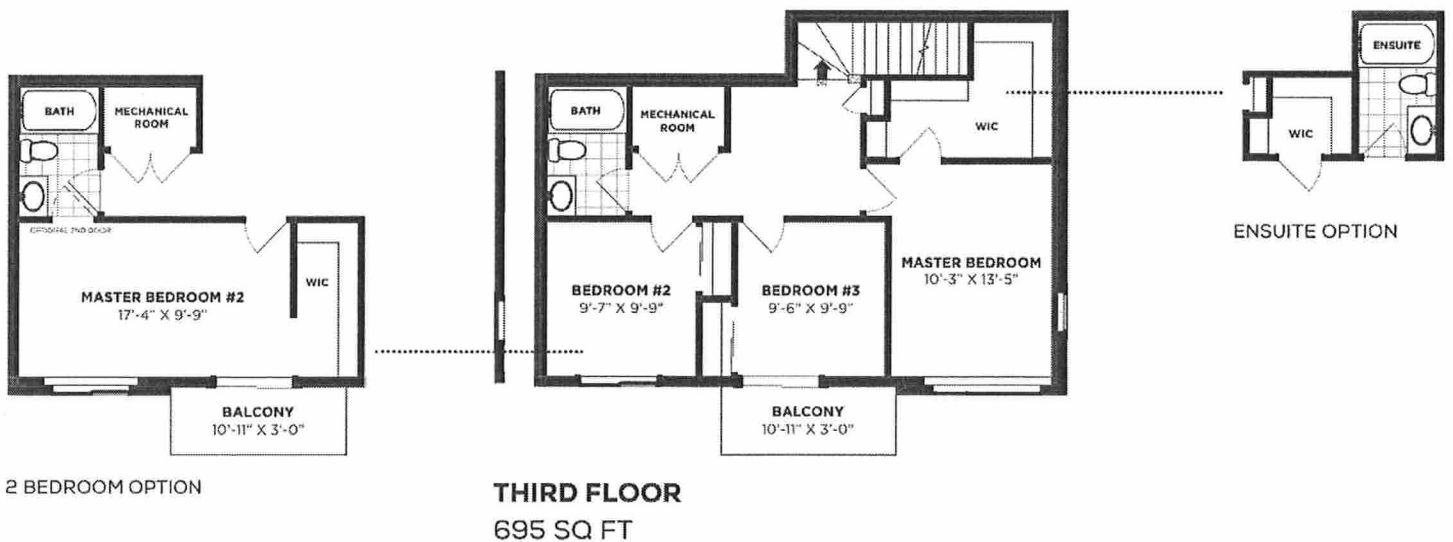 BATH
MECHANICAL
ROOM
OPTIONAL 2ND DOOR
MASTER BEDROOM #2
17'-4" X 9'-9"
WIC
BALCONY
10'-11" X 3'-0"
2 BEDROOM OPTION
BATH
MECHANICAL
ROOM
WIC
BEDROOM #2
9'-7" X 9'-9"
BEDROOM #3
9'-6" X 9'-9"
MASTER BEDROOM
10'-3" X 13'-5"
BALCONY
10'-11" X 3'-0"
THIRD FLOOR
695 SQ FT
ENSUITE
WIC
ENSUITE OPTION